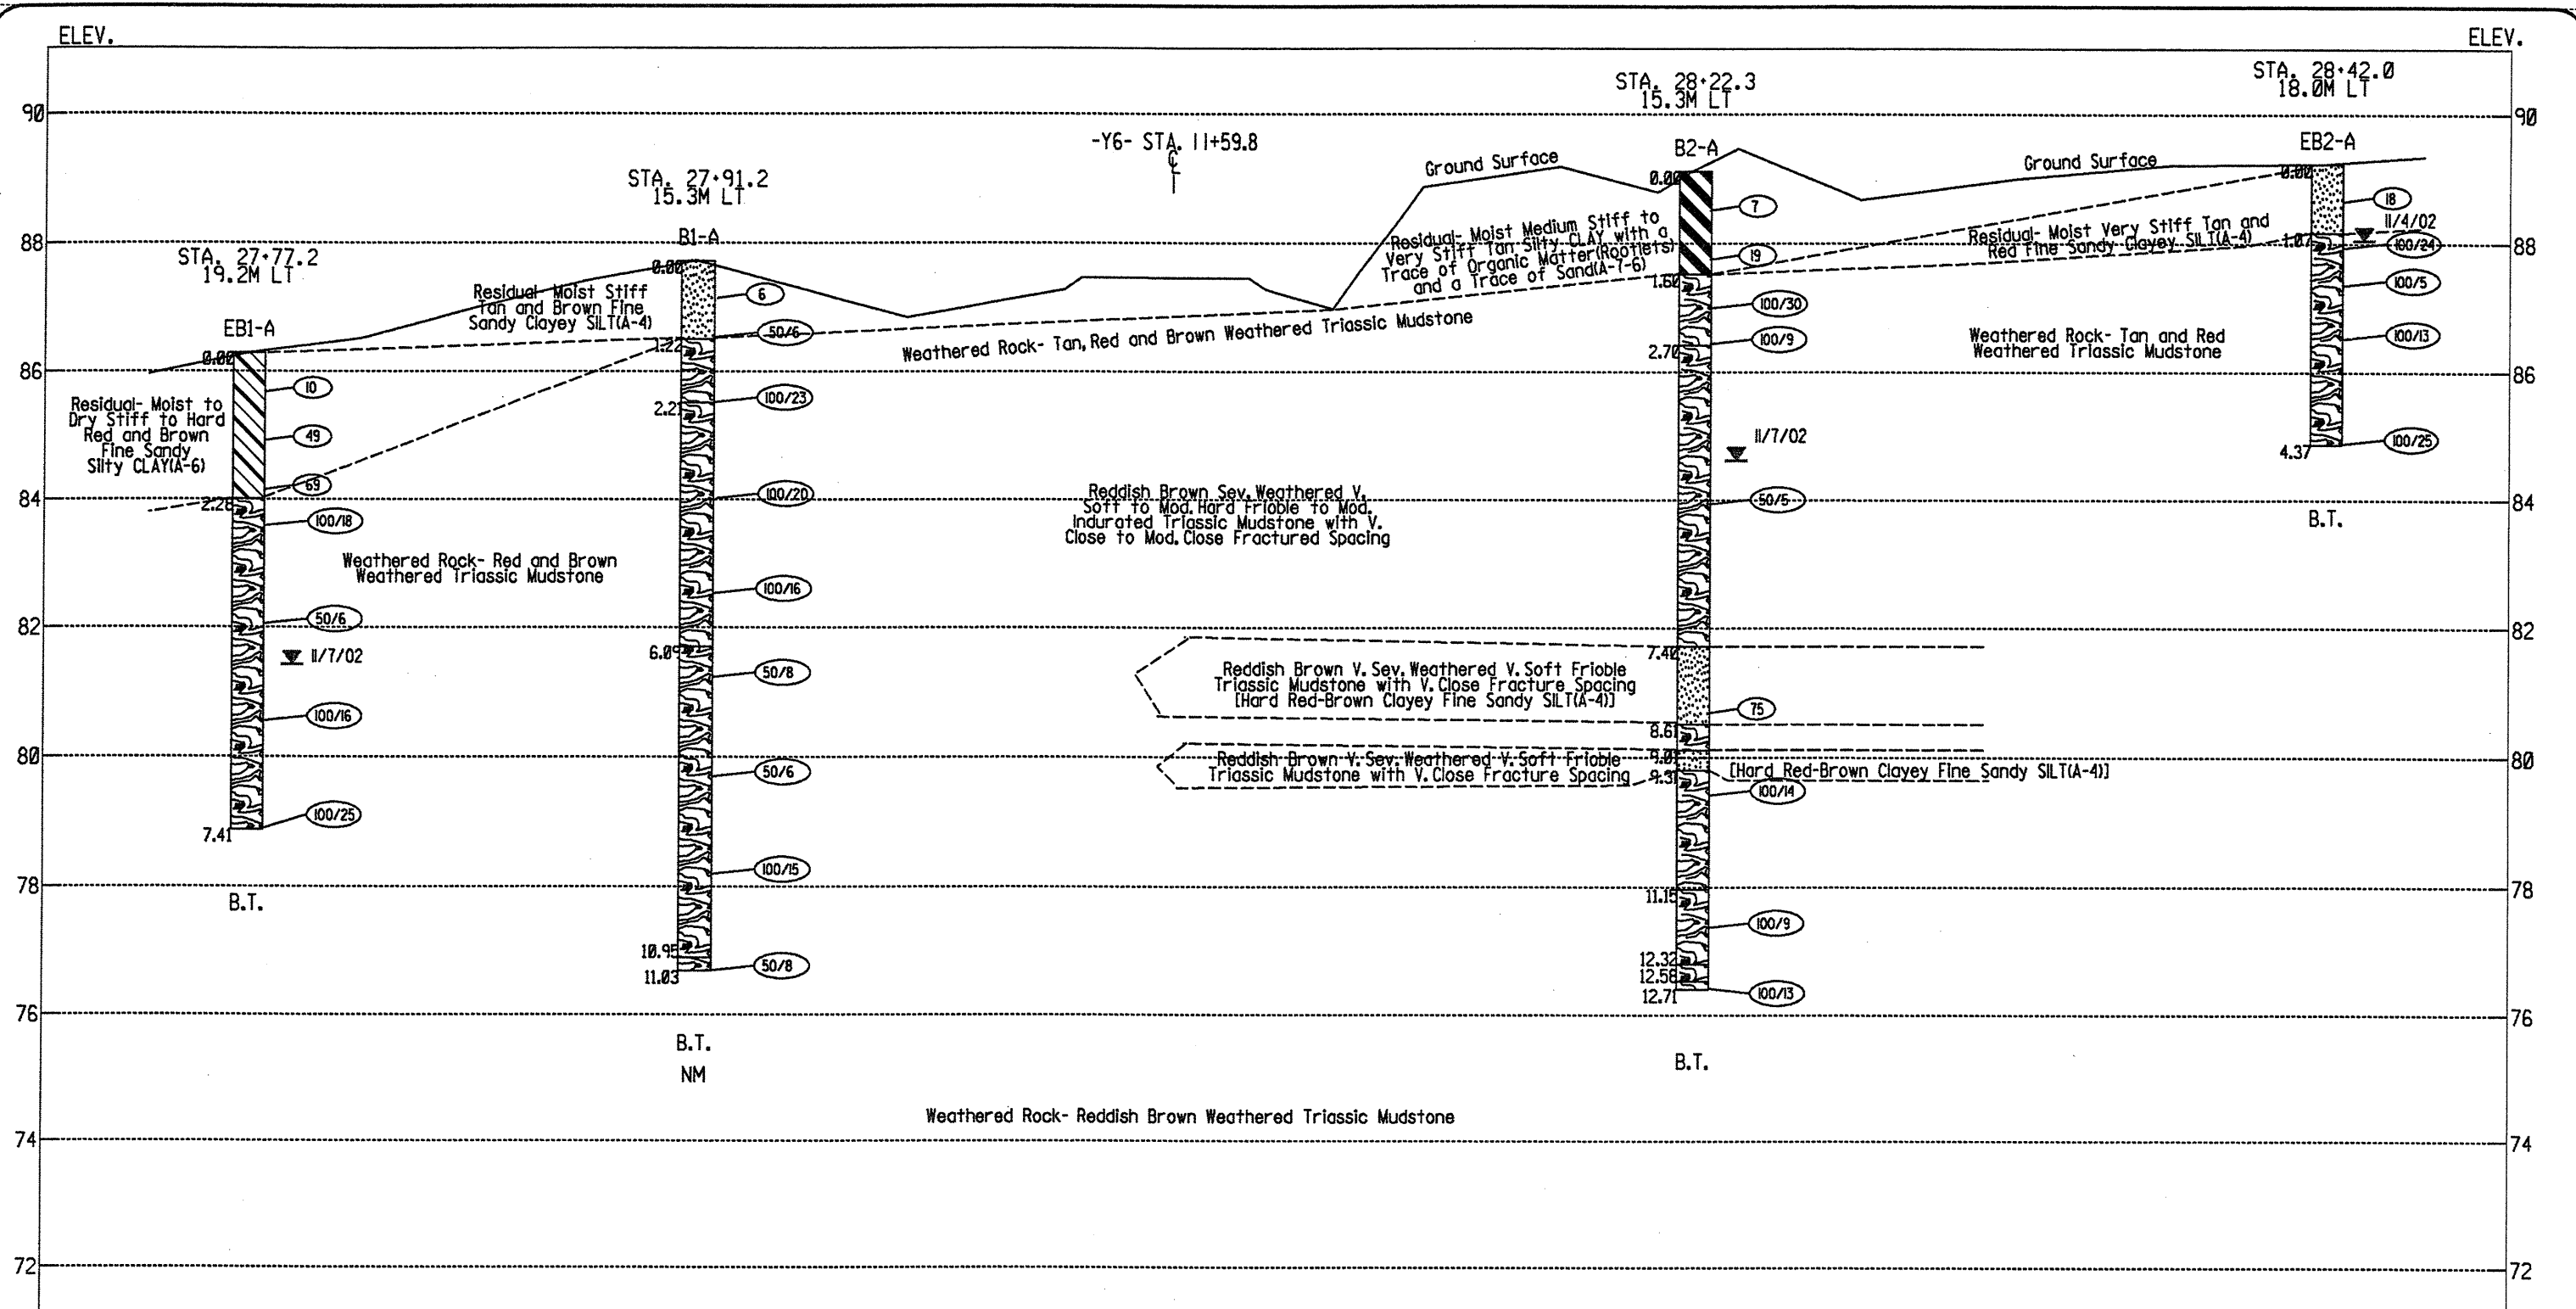 ELEV.
ELEV.
STA. 28+22.3
15.3M LT
STA. 28+42.0
18.0M LT
90
90
-Y6- STA. 11+59.8
B2-A
EB2-A
STA. 27+91.2
15.3M LT
Ground Surface
Ground Surface
0.00
0.00
7
18
11/4/02
B1-A
88
88
STA. 27+77.2
19.2M LT
Residual- Moist Medium Stiff to
Very Stiff Tan Silty CLAY with a
Trace of Organic Matter(Rootlets)
and a Trace of Sand(A-7-6)
Residual- Moist Very Stiff Tan and
Red Fine Sandy Clayey SILT(A-4)
1.07
100/24
19
1.60
0.00
6
Residual- Moist Stiff
Tan and Brown Fine
Sandy Clayey SILT(A-4)
100/5
100/30
EB1-A
50/6
Weathered Rock- Tan, Red and Brown Weathered Triassic Mudstone
100/9
2.70
Weathered Rock- Tan and Red
Weathered Triassic Mudstone
100/13
0.00
1.22
86
86
10
100/23
2.21
Residual- Moist to
Dry Stiff to Hard
Red and Brown
Fine Sandy
Silty CLAY(A-6)
49
11/7/02
100/25
4.37
69
84
84
2.28
100/20
Reddish Brown Sev. Weathered V.
Soft to Mod. Hard Friable to Mod.
Indurated Triassic Mudstone with V.
Close to Mod. Close Fractured Spacing
50/5
B.T.
100/18
Weathered Rock- Red and Brown
Weathered Triassic Mudstone
100/16
50/6
82
82
11/7/02
6.09
50/8
7.40
Reddish Brown V. Sev. Weathered V. Soft Friable
Triassic Mudstone with V. Close Fracture Spacing
[Hard Red-Brown Clayey Fine Sandy SILT(A-4)]
75
100/16
8.61
80
80
50/6
Reddish Brown V. Sev. Weathered V. Soft Friable
Triassic Mudstone with V. Close Fracture Spacing
9.01
9.31
[Hard Red-Brown Clayey Fine Sandy SILT(A-4)]
100/14
100/25
7.41
78
78
100/15
11.15
B.T.
100/9
10.95
11.03
50/8
12.32
12.58
12.71
100/13
76
76
B.T.
NM
B.T.
Weathered Rock- Reddish Brown Weathered Triassic Mudstone
74
74
72
72